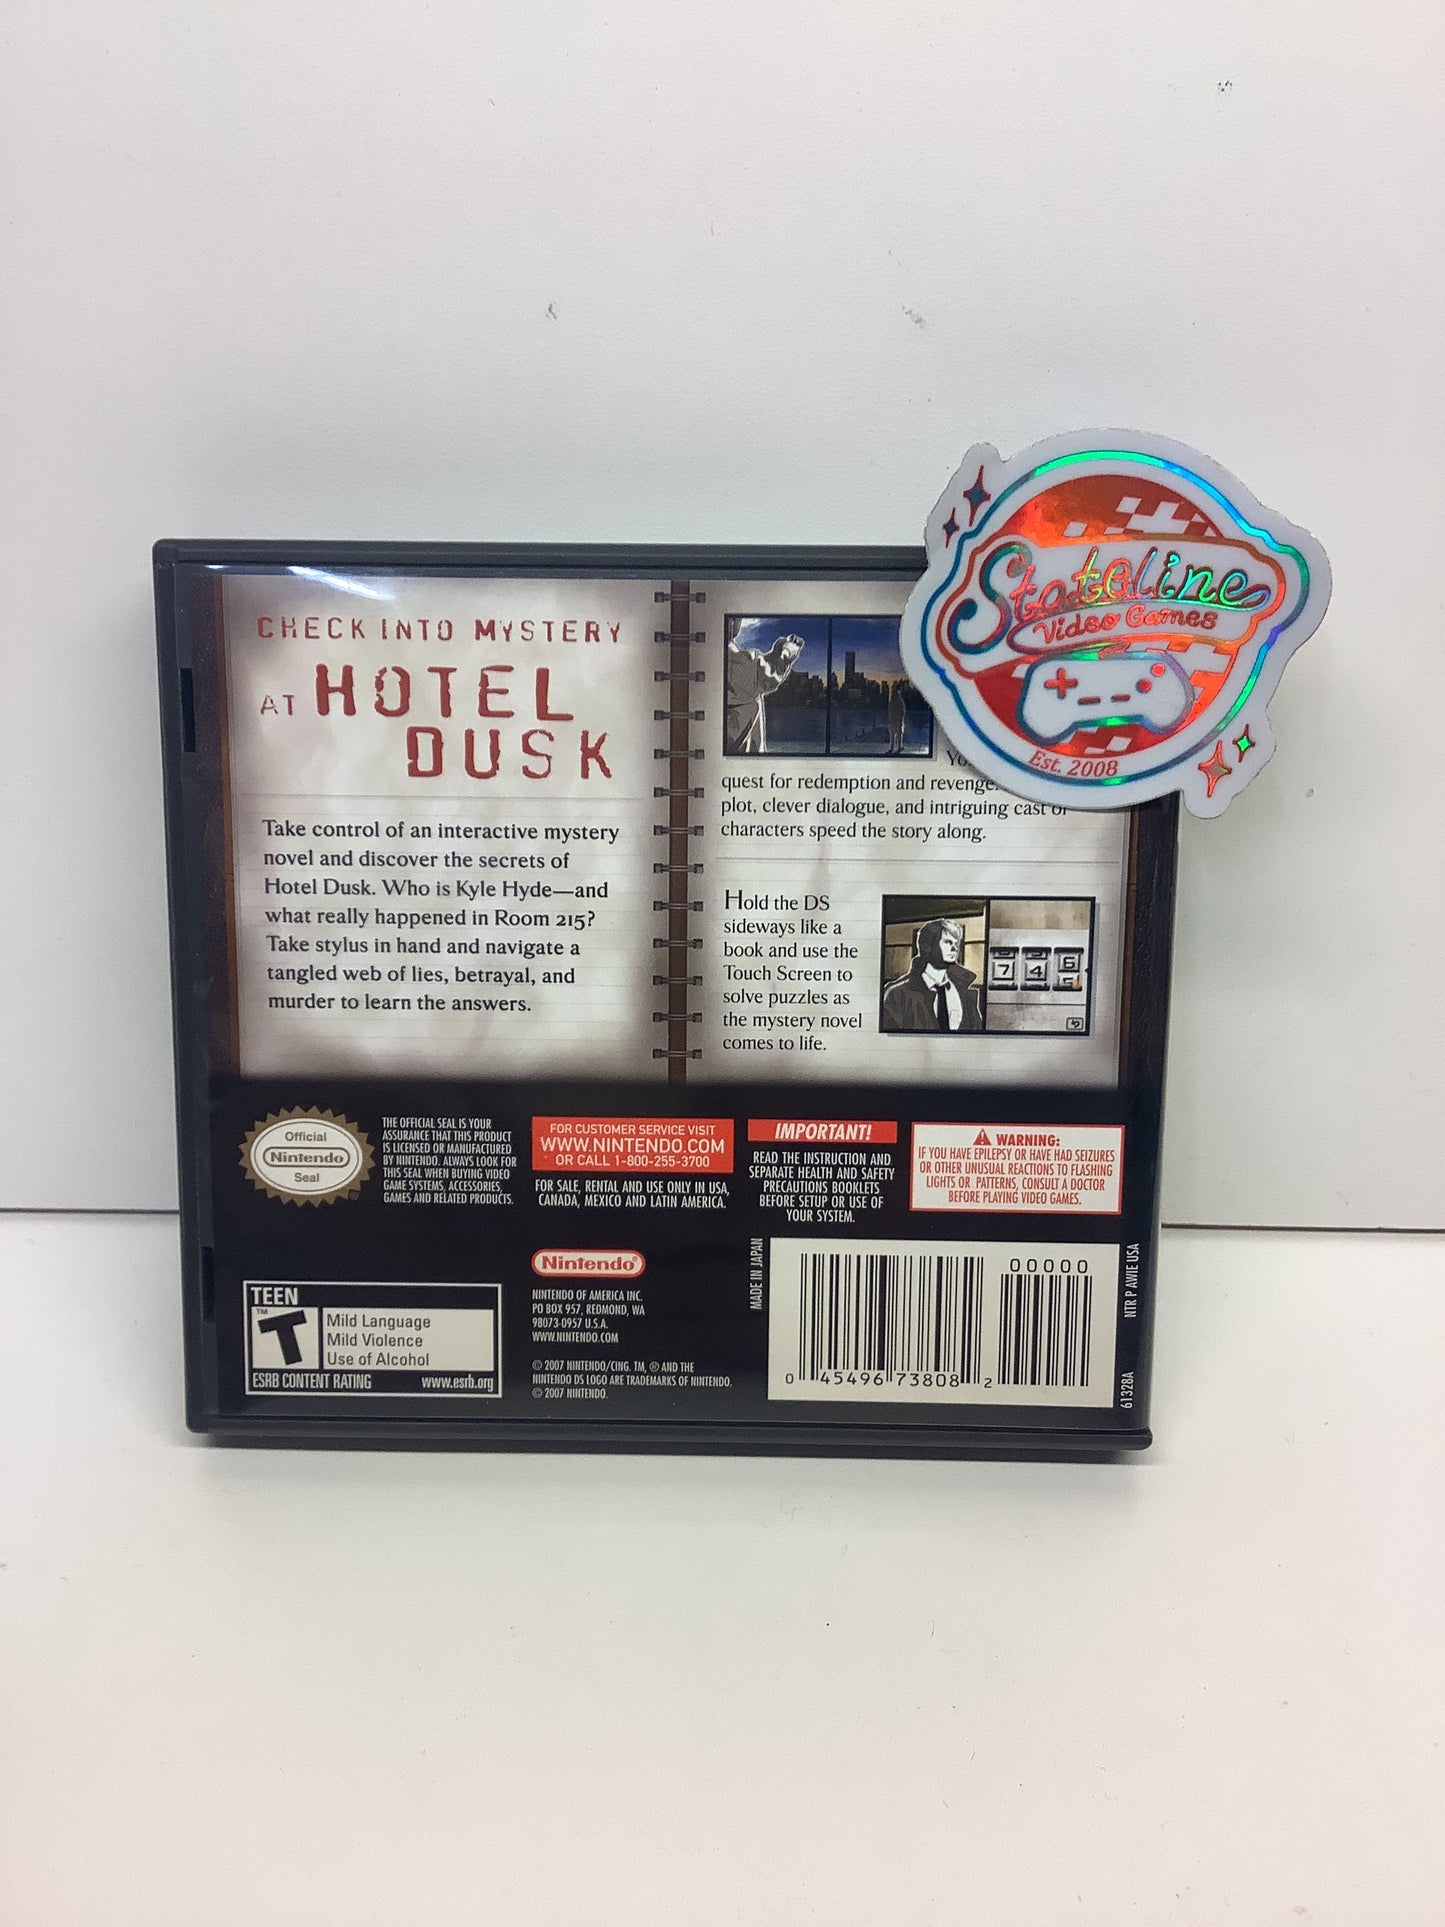 CHECK INTO MYSTERY
AT HOTEL
DUSK
Take control of an interactive mystery
novel and discover the secrets of
Hotel Dusk. Who is Kyle Hyde—and
what really happened in Room 215?
Take stylus in hand and navigate a
tangled web of lies, betrayal, and
murder to learn the answers.
quest for redemption and revenge.
plot, clever dialogue, and intriguing cast of
characters speed the story along.
Hold the DS
sideways like a
book and use the
Touch Screen to
solve puzzles as
the mystery novel
comes to life.
7 4 6
Stateline
Video Games
Est. 2008
Official
Nintendo
Seal
THE OFFICIAL SEAL IS YOUR
ASSURANCE THAT THIS PRODUCT
IS LICENSED OR MANUFACTURED
BY NINTENDO. ALWAYS LOOK FOR
THIS SEAL WHEN BUYING VIDEO
GAME SYSTEMS, ACCESSORIES,
GAMES AND RELATED PRODUCTS.
FOR CUSTOMER SERVICE VISIT
WWW.NINTENDO.COM
OR CALL 1-800-255-3700
FOR SALE, RENTAL AND USE ONLY IN USA,
CANADA, MEXICO AND LATIN AMERICA.
IMPORTANT!
READ THE INSTRUCTION AND
SEPARATE HEALTH AND SAFETY
PRECAUTIONS BOOKLETS
BEFORE SETUP OR USE OF
YOUR SYSTEM.
WARNING:
IF YOU HAVE EPILEPSY OR HAVE HAD SEIZURES
OR OTHER UNUSUAL REACTIONS TO FLASHING
LIGHTS OR PATTERNS, CONSULT A DOCTOR
BEFORE PLAYING VIDEO GAMES.
TEEN
T™
Mild Language
Mild Violence
Use of Alcohol
ESRB CONTENT RATING www.esrb.org
Nintendo®
NINTENDO OF AMERICA INC.
PO BOX 957, REDMOND, WA
98073-0957 U.S.A.
WWW.NINTENDO.COM
© 2007 NINTENDO/CING. TM, ® AND THE
NINTENDO DS LOGO ARE TRADEMARKS OF NINTENDO.
© 2007 NINTENDO.
MADE IN JAPAN
00000
0 45496 73808 2
NTR P AWIE USA
61328A